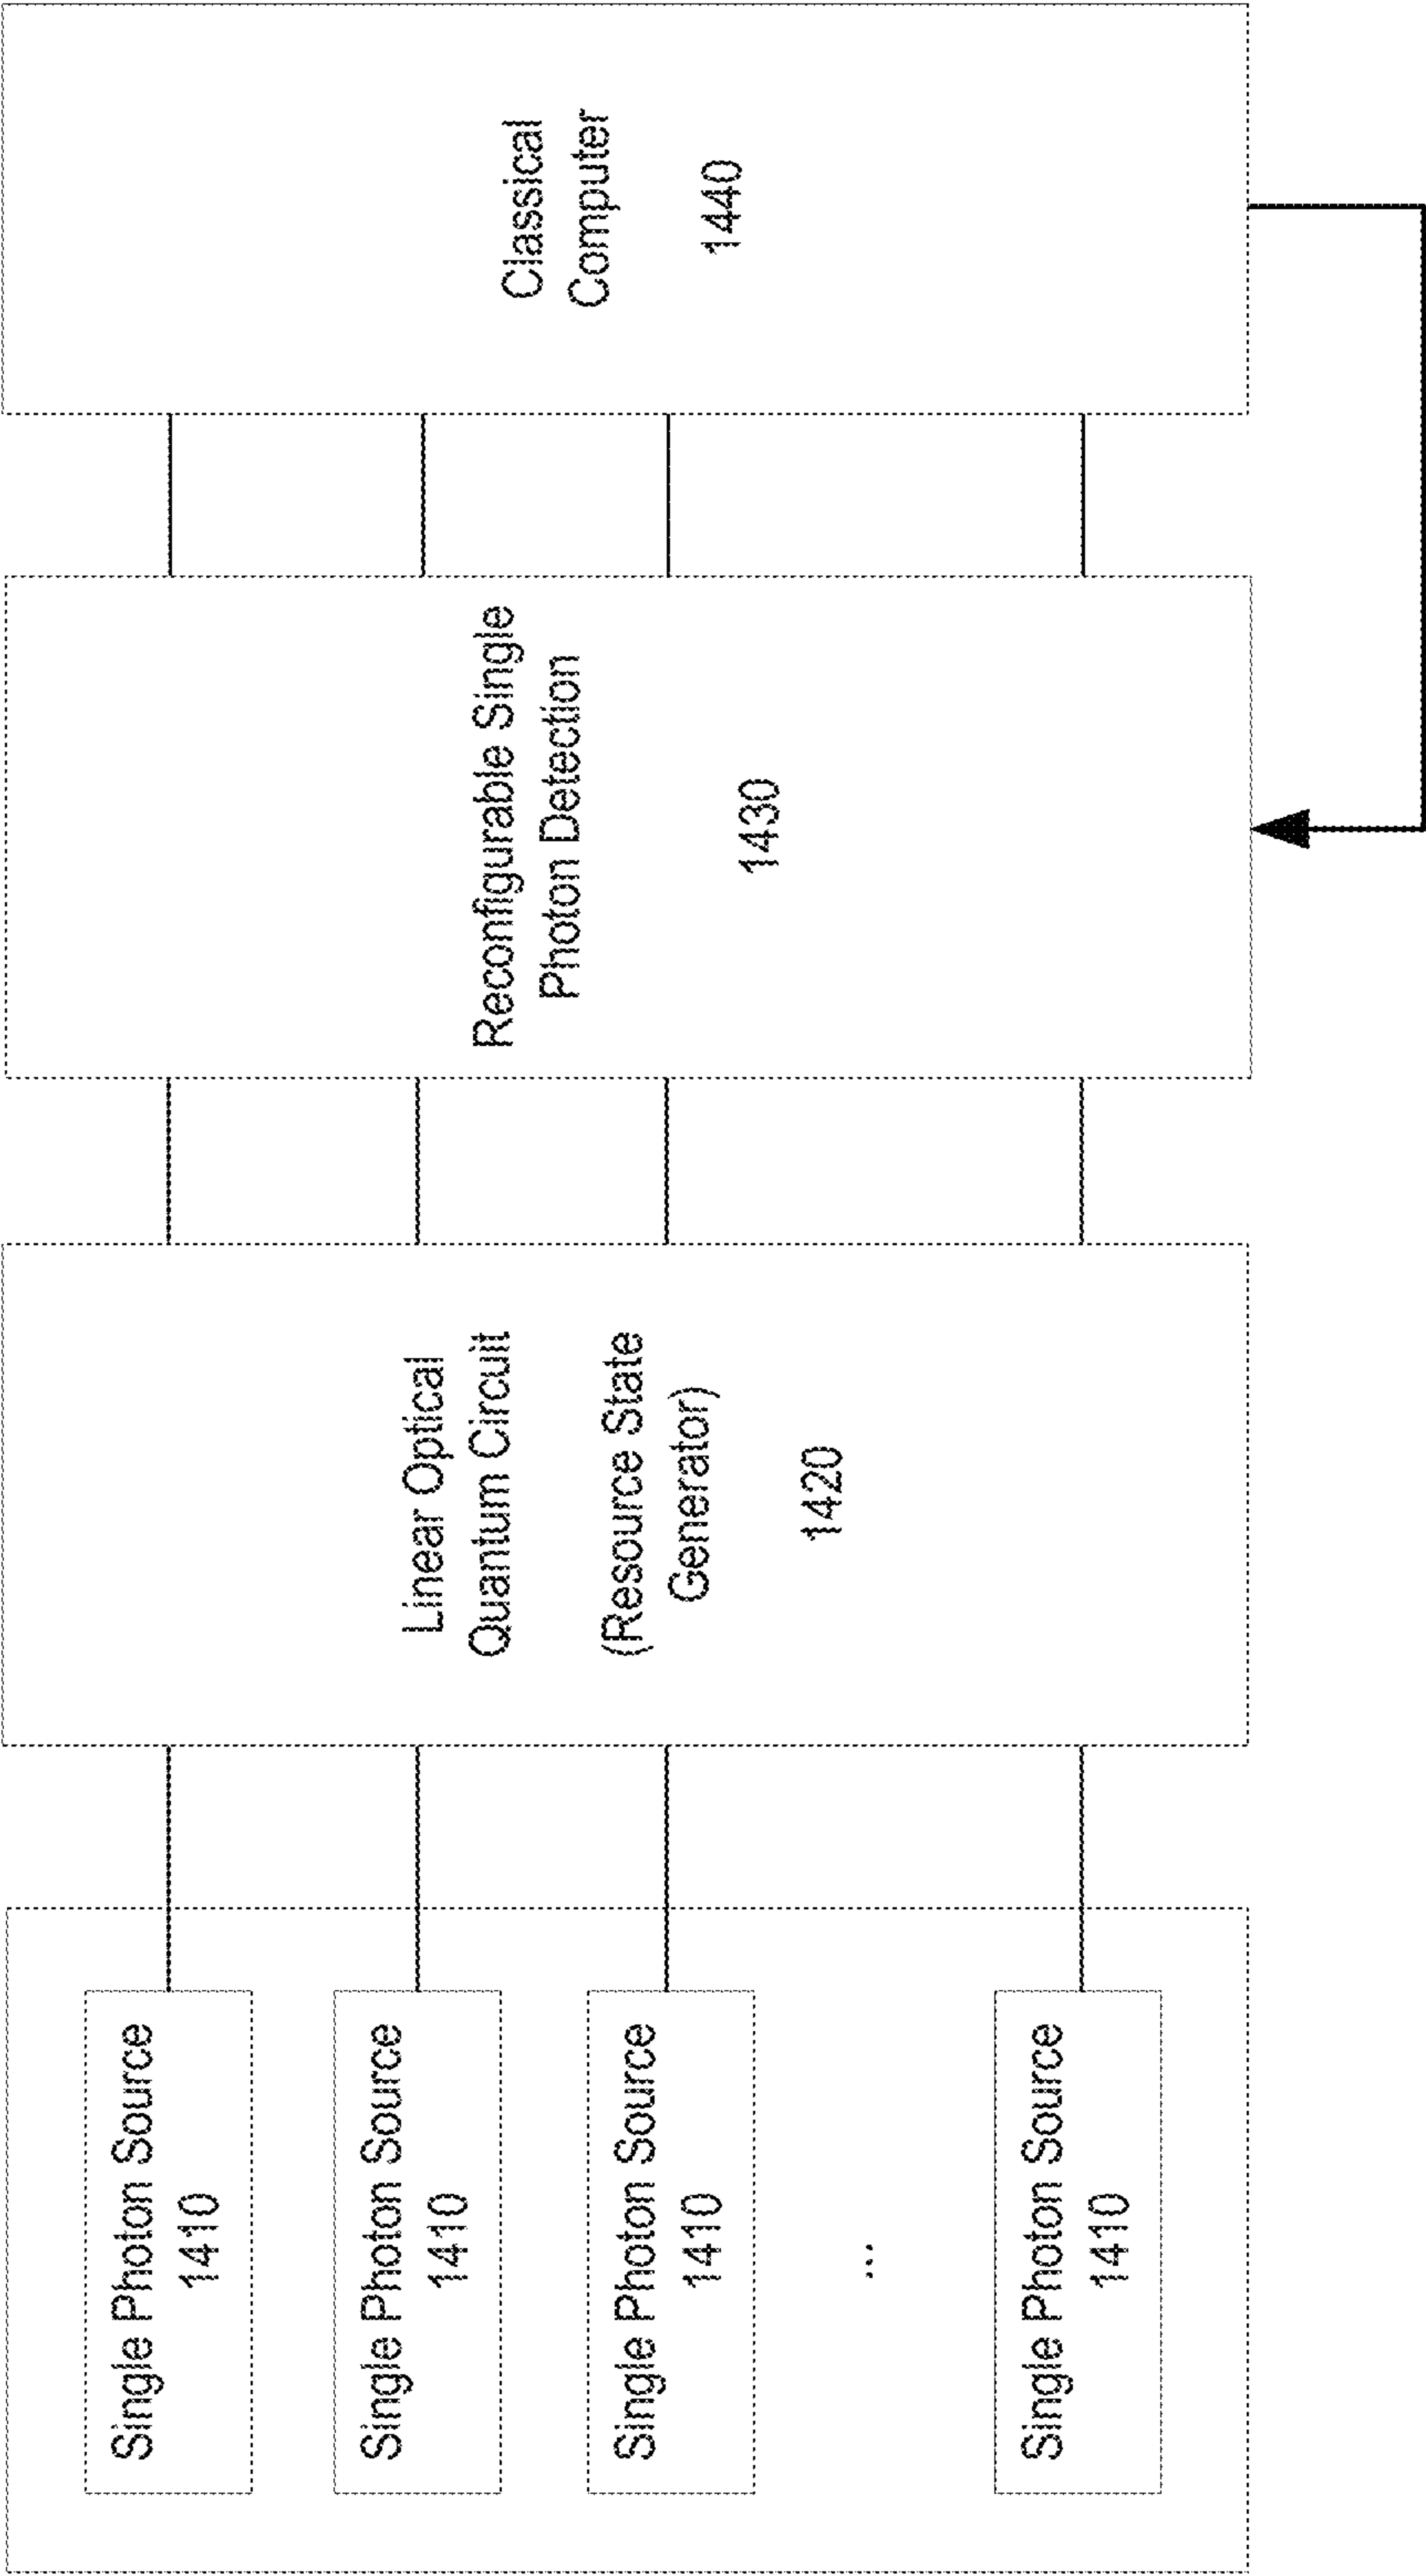 Single Photon Source
1410
Single Photon Source
1410
Single Photon Source
1410
...
Single Photon Source
1410
Linear Optical
Quantum Circuit
(Resource State
Generator)
1420
Reconfigurable Single
Photon Detection
1430
Classical
Computer
1440